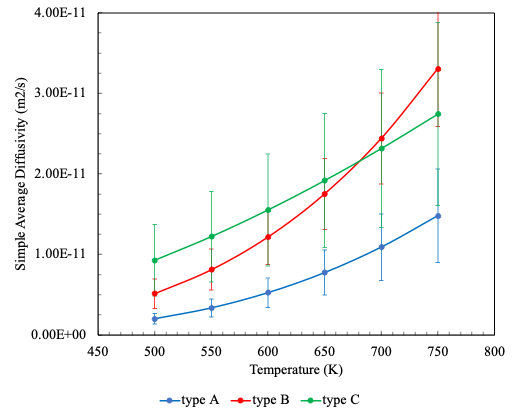 4.00E-11
3.00E-11
2.00E-11
1.00E-11
0.00E+00
Simple Average Diffusivity (m2/s)
450 500 550 600 650 700 750 800
Temperature (K)
type A type B type C